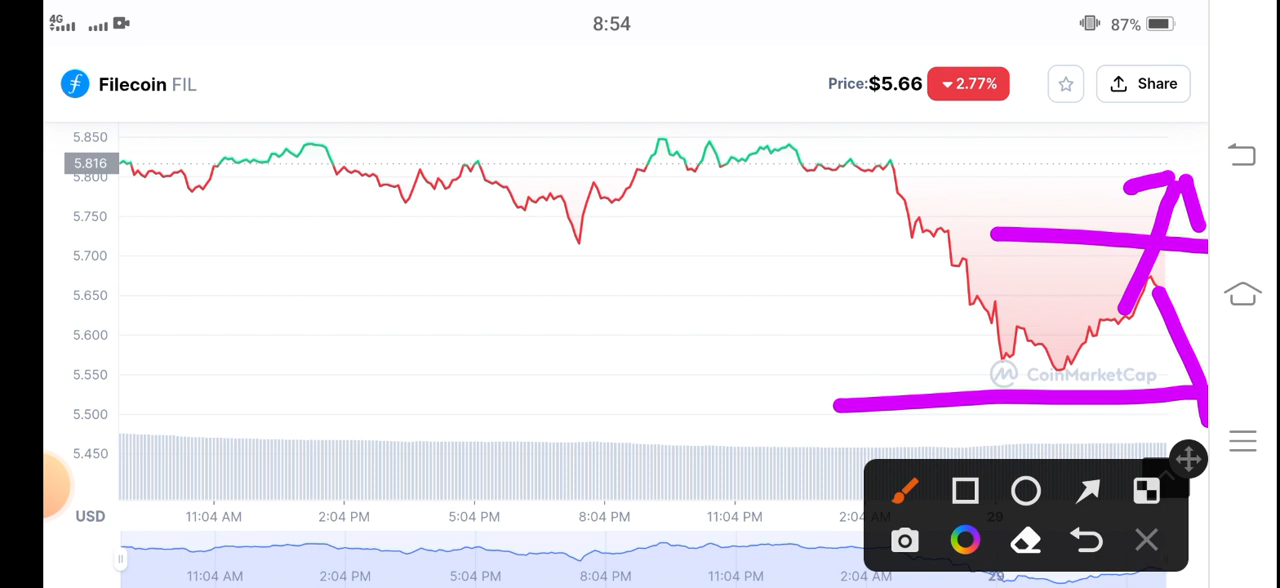 4G 8:54 87%
Filecoin FIL Price:$5.66 2.77% Share
5.850
5.816
5.800
5.750
5.700
5.650
5.600
5.550
CoinMarketCap
5.500
5.450
USD 11:04 AM 2:04 PM 5:04 PM 8:04 PM 11:04 PM 2:04 AM 29
11:04 AM 2:04 PM 5:04 PM 8:04 PM 11:04 PM 2:04 AM 29